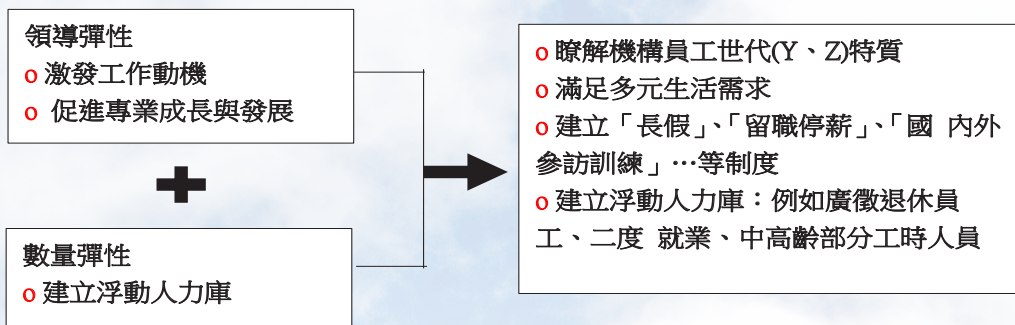 領導彈性
o 激發工作動機
o 促進專業成長與發展
數量彈性
o 建立浮動人力庫
o 瞭解機構員工世代(Y、Z)特質
o 滿足多元生活需求
o 建立「長假」、「留職停薪」、「國 內外
參訪訓練」…等制度
o 建立浮動人力庫：例如廣徵退休員
工、二度 就業、中高齡部分工時人員